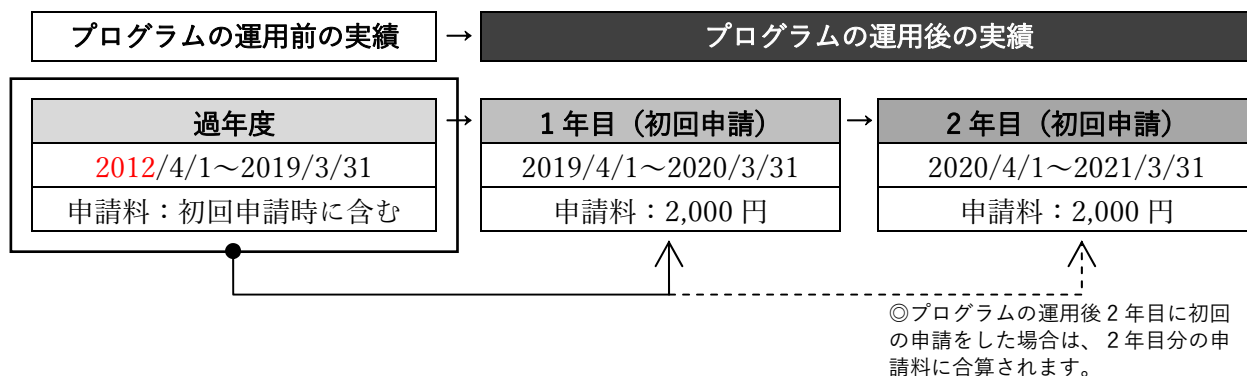 プログラムの運用前の実績
→
プログラムの運用後の実績
過年度
2012/4/1～2019/3/31
申請料：初回申請時に含む
→
1年目（初回申請）
2019/4/1～2020/3/31
申請料：2,000 円
→
2年目（初回申請）
2020/4/1～2021/3/31
申請料：2,000 円
◎プログラムの運用後 2 年目に初回
の申請をした場合は、2 年目分の申
請料に合算されます。